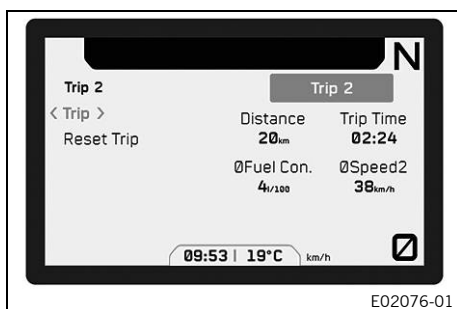 N
Trip 2
Trip 2
< Trip >
Distance
Trip Time
Reset Trip
20km
02:24
ØFuel Con.
ØSpeed2
4l/100
38km/h
09:53 | 19°C km/h
0
E02076-01